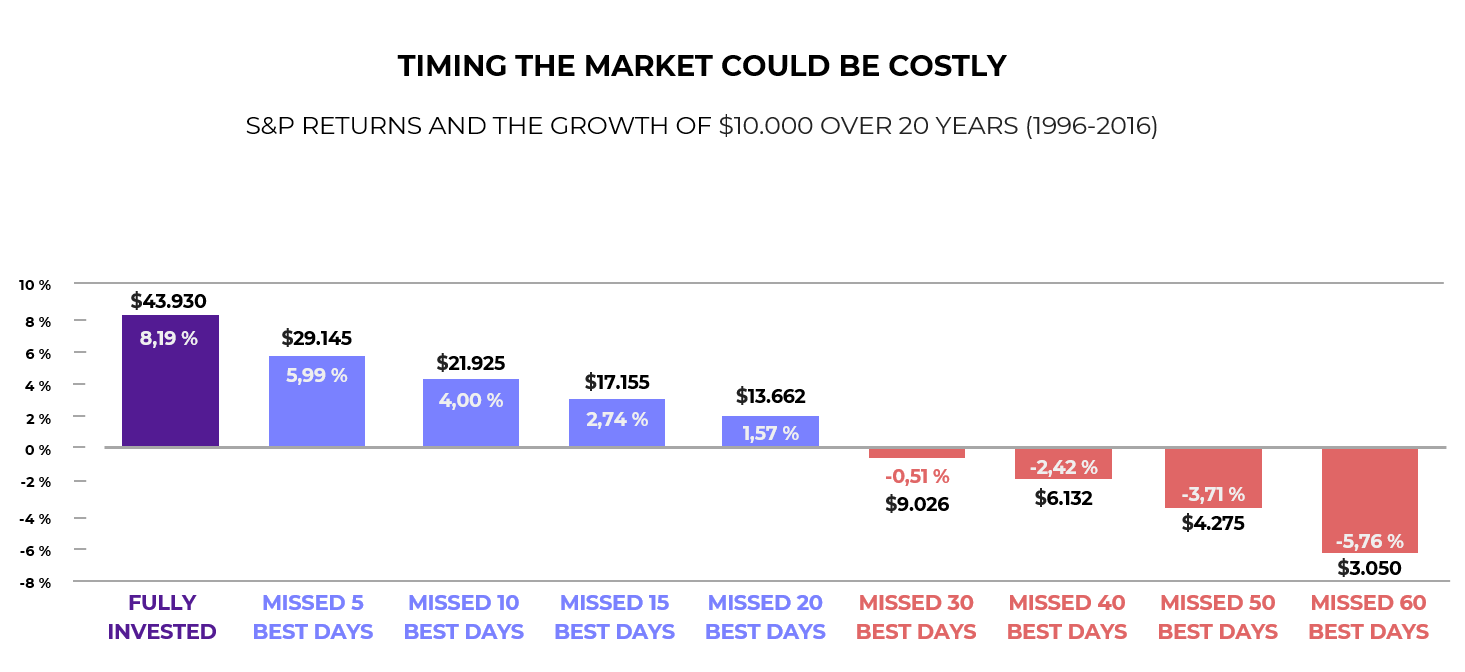 TIMING THE MARKET COULD BE COSTLY
S&P RETURNS AND THE GROWTH OF $10.000 OVER 20 YEARS (1996-2016)
10 %
8 %
6 %
4 %
2 %
0 %
-2 %
-4 %
-6 %
-8 %
$43.930
8,19 %
$29.145
5,99 %
$21.925
4,00 %
$17.155
2,74 %
$13.662
1,57 %
-0,51 %
$9.026
-2,42 %
$6.132
-3,71 %
$4.275
-5,76 %
$3.050
FULLY
INVESTED
MISSED 5
BEST DAYS
MISSED 10
BEST DAYS
MISSED 15
BEST DAYS
MISSED 20
BEST DAYS
MISSED 30
BEST DAYS
MISSED 40
BEST DAYS
MISSED 50
BEST DAYS
MISSED 60
BEST DAYS